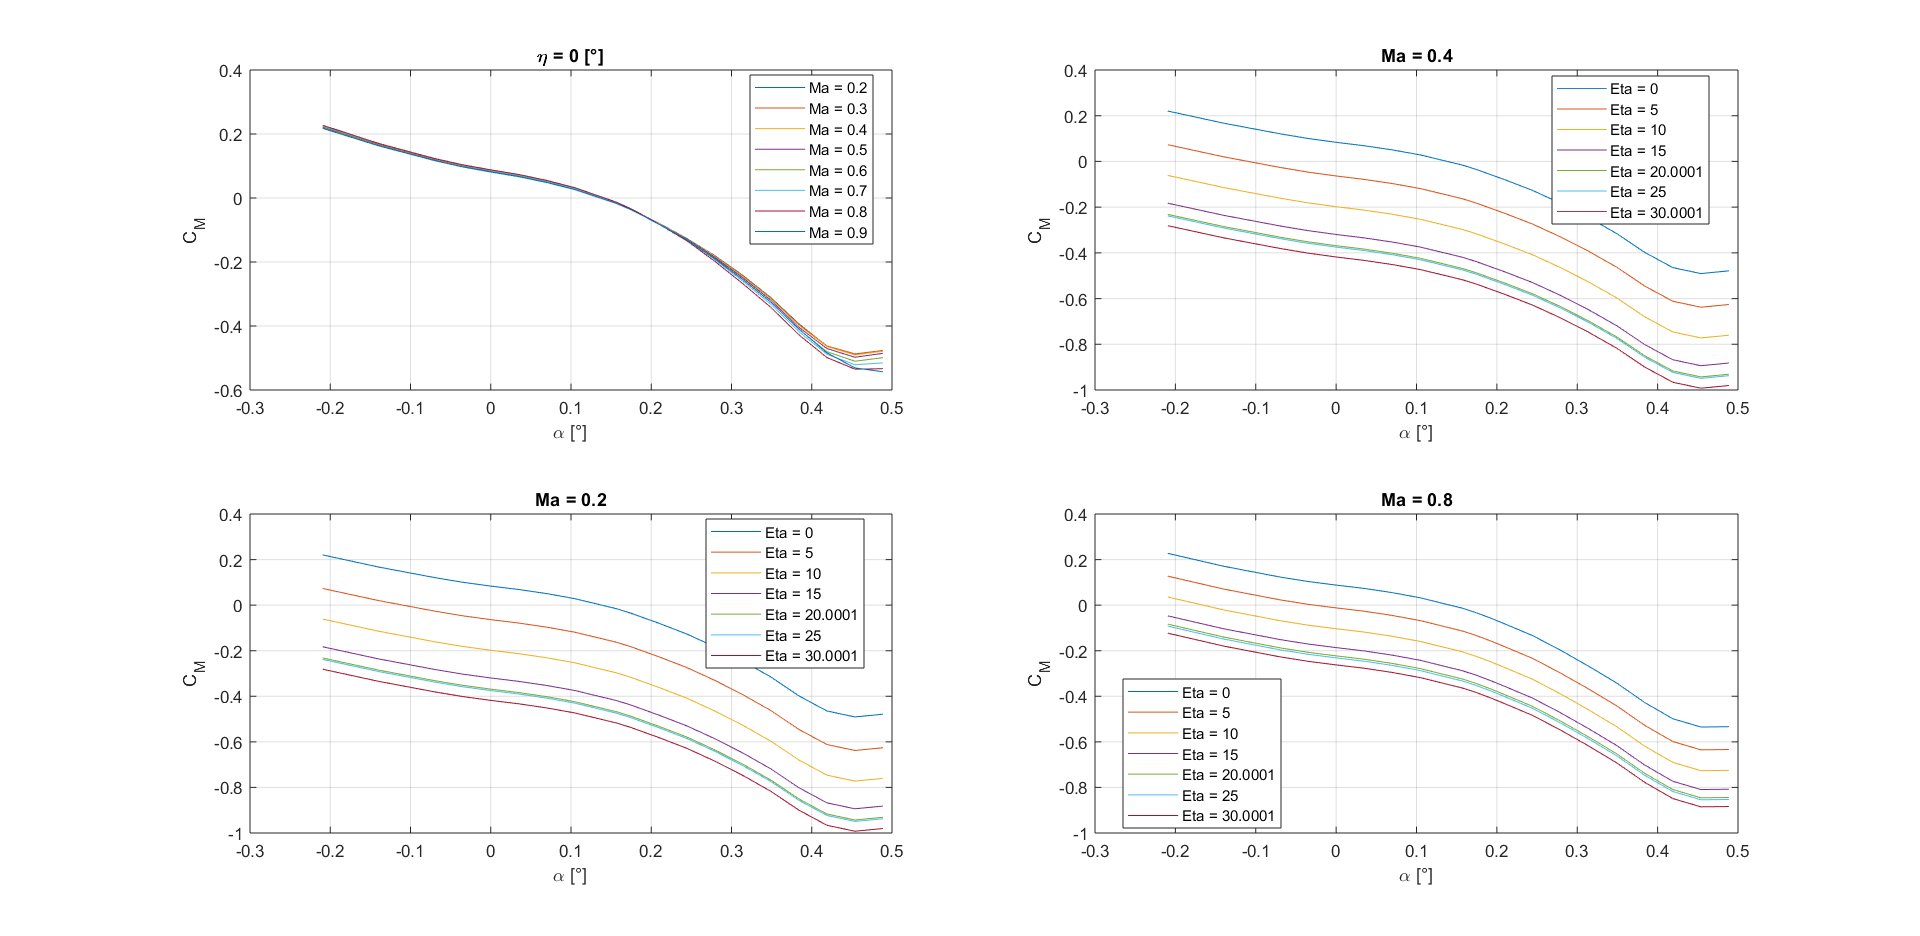 η = 0 [°]
0.4
0.2
0
-0.2
-0.4
-0.6
C_M
-0.3 -0.2 -0.1 0 0.1 0.2 0.3 0.4 0.5
α [°]
Ma = 0.2
Ma = 0.3
Ma = 0.4
Ma = 0.5
Ma = 0.6
Ma = 0.7
Ma = 0.8
Ma = 0.9
Ma = 0.4
0.4
0.2
0
-0.2
-0.4
-0.6
-0.8
-1
C_M
-0.3 -0.2 -0.1 0 0.1 0.2 0.3 0.4 0.5
α [°]
Eta = 0
Eta = 5
Eta = 10
Eta = 15
Eta = 20.0001
Eta = 25
Eta = 30.0001
Ma = 0.2
0.4
0.2
0
-0.2
-0.4
-0.6
-0.8
-1
C_M
-0.3 -0.2 -0.1 0 0.1 0.2 0.3 0.4 0.5
α [°]
Eta = 0
Eta = 5
Eta = 10
Eta = 15
Eta = 20.0001
Eta = 25
Eta = 30.0001
Ma = 0.8
0.4
0.2
0
-0.2
-0.4
-0.6
-0.8
-1
C_M
-0.3 -0.2 -0.1 0 0.1 0.2 0.3 0.4 0.5
α [°]
Eta = 0
Eta = 5
Eta = 10
Eta = 15
Eta = 20.0001
Eta = 25
Eta = 30.0001